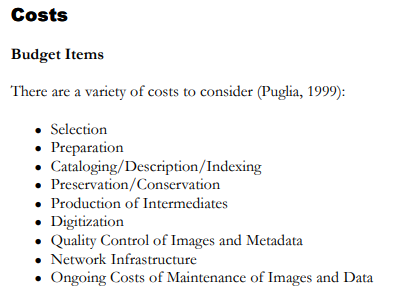 Costs
Budget Items
There are a variety of costs to consider (Puglia, 1999):
• Selection
• Preparation
• Cataloging/Description/Indexing
• Preservation/Conservation
• Production of Intermediates
• Digitization
• Quality Control of Images and Metadata
• Network Infrastructure
• Ongoing Costs of Maintenance of Images and Data